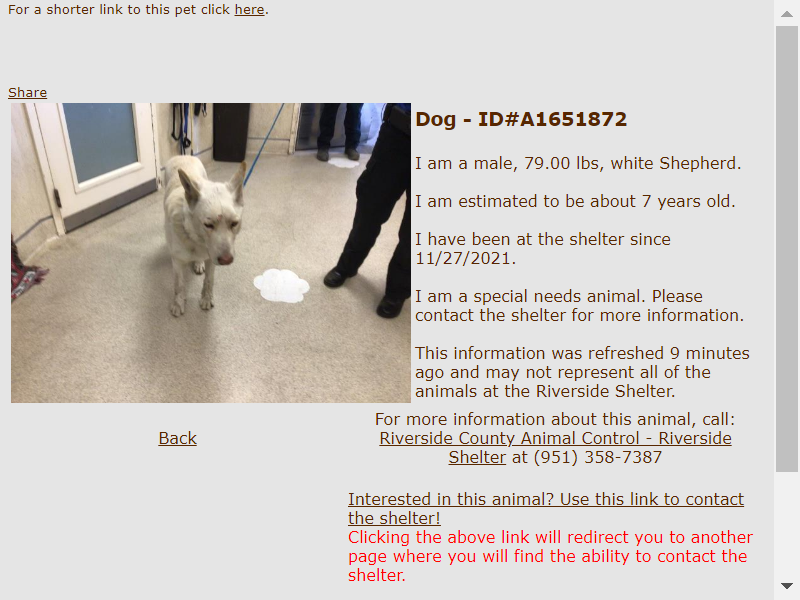 For a shorter link to this pet click here.
Share
Dog - ID#A1651872
I am a male, 79.00 lbs, white Shepherd.
I am estimated to be about 7 years old.
I have been at the shelter since
11/27/2021.
I am a special needs animal. Please
contact the shelter for more information.
This information was refreshed 9 minutes
ago and may not represent all of the
animals at the Riverside Shelter.
Back
For more information about this animal, call:
Riverside County Animal Control - Riverside
Shelter at (951) 358-7387
Interested in this animal? Use this link to contact
the shelter!
Clicking the above link will redirect you to another
page where you will find the ability to contact the
shelter.